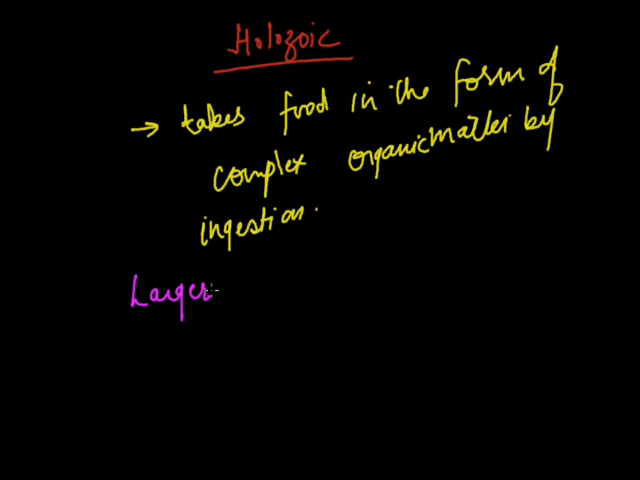 Holozoic
→ takes food in the form of
complex organic matter by
ingestion.
Larger